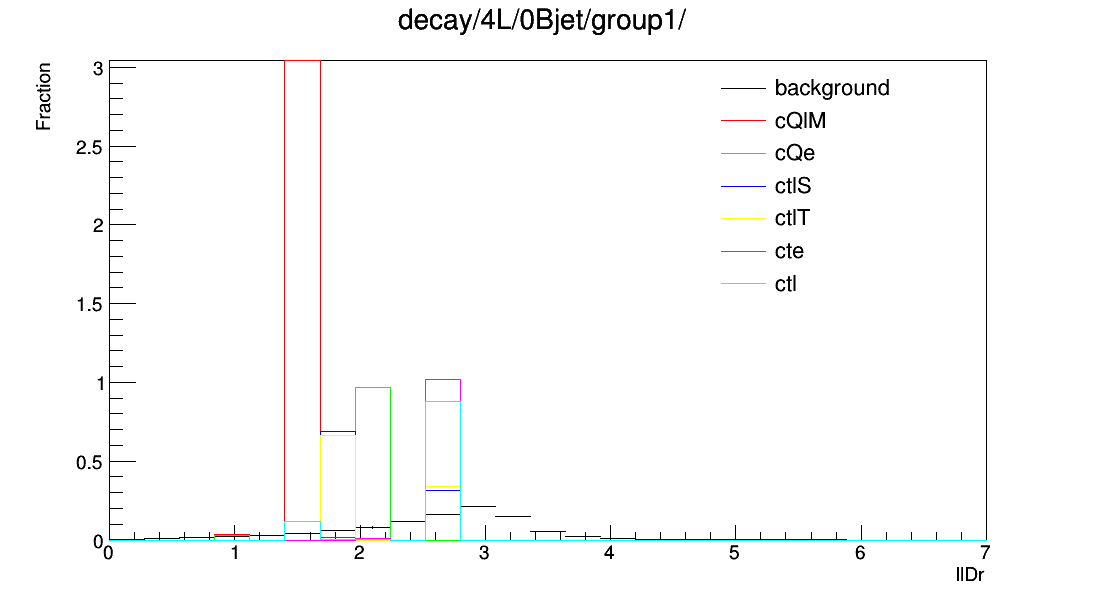 decay/4L/0Bjet/group1/
Fraction
3
2.5
2
1.5
1
0.5
0
0 1 2 3 4 5 6 7
llDr
background
cQlM
cQe
ctlS
ctlT
cte
ctl